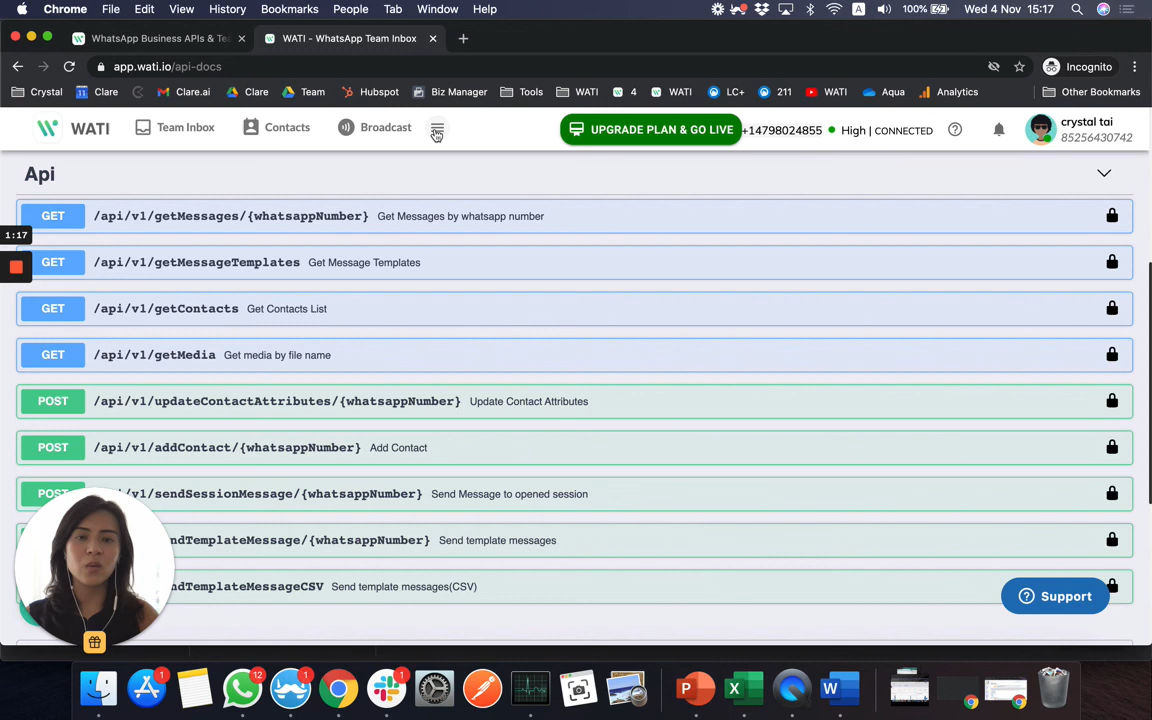 Chrome File Edit View History Bookmarks People Tab Window Help A 100% Wed 4 Nov 15:17
WhatsApp Business APIs & Te WATI - WhatsApp Team Inbox
app.wati.io/api-docs Incognito
Crystal Clare Clare.ai Clare Team Hubspot Biz Manager Tools WATI 4 WATI LC+ 211 WATI Aqua Analytics Other Bookmarks
WATI Team Inbox Contacts Broadcast UPGRADE PLAN & GO LIVE +14798024855 High | CONNECTED crystal tai
85256430742
Api
GET /api/v1/getMessages/{whatsappNumber} Get Messages by whatsapp number
1:17
GET /api/v1/getMessageTemplates Get Message Templates
GET /api/v1/getContacts Get Contacts List
GET /api/v1/getMedia Get media by file name
POST /api/v1/updateContactAttributes/{whatsappNumber} Update Contact Attributes
POST /api/v1/addContact/{whatsappNumber} Add Contact
POST /v1/sendSessionMessage/{whatsappNumber} Send Message to opened session
ndTemplateMessage/{whatsappNumber} Send template messages
ndTemplateMessageCSV Send template messages(CSV)
Support
1 12 1 1